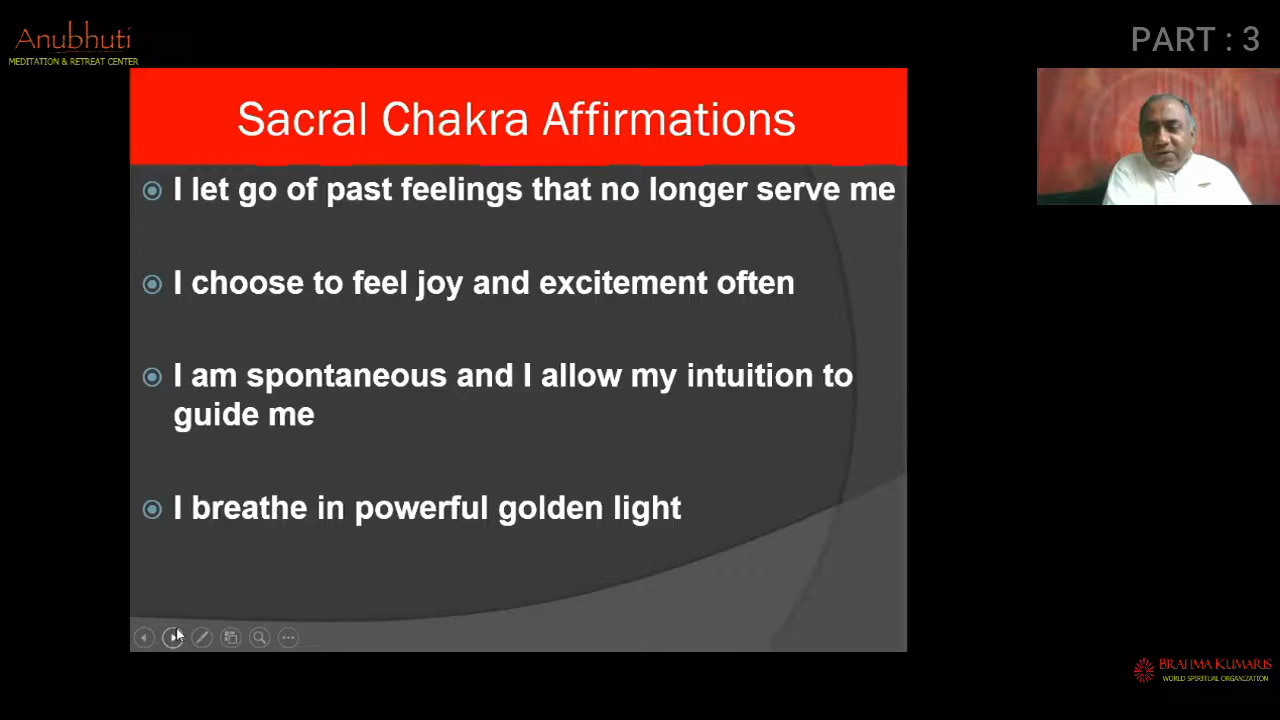 Anubhuti
MEDITATION & RETREAT CENTER
PART : 3
Sacral Chakra Affirmations
I let go of past feelings that no longer serve me
I choose to feel joy and excitement often
I am spontaneous and I allow my intuition to
guide me
I breathe in powerful golden light
BRAHMA KUMARIS
WORLD SPIRITUAL ORGANIZATION